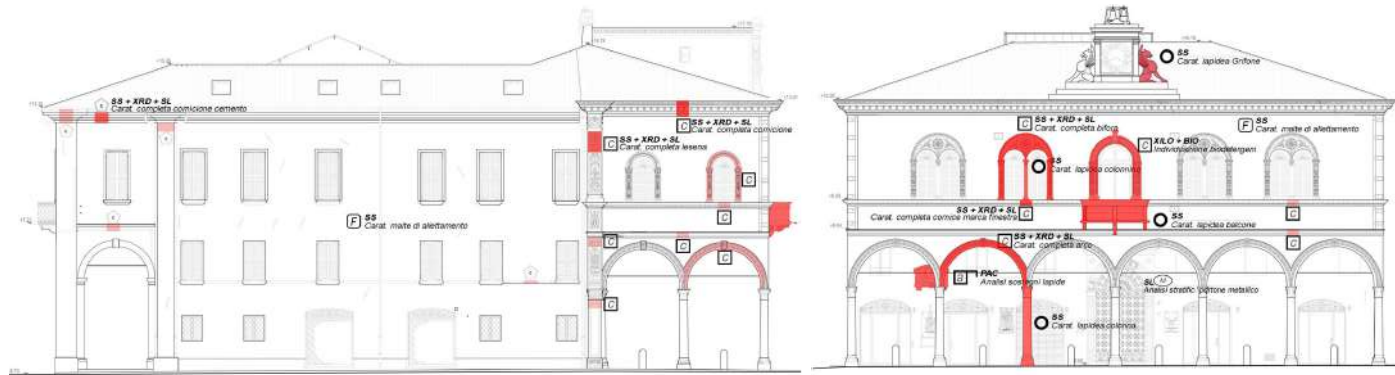 SS + XRD + SL
Carat. completa cornicione cemento
SS + XRD + SL
Carat. completa cornicione
C
SS + XRD + SL
Carat. completa lesena
C
C
F
SS
Carat. malte di allettamento
C
C
C
C
C
SS
Carat. lapidea Grifone
SS + XRD + SL
Carat. completa bifora
C
F
SS
Carat. malte di allettamento
XILO + BIO
Individuazione biodeteri
C
SS
Carat. lapidea colonnina
SS + XRD + SL
Carat. completa cornice marca finestra
C
SS
Carat. lapidea balcone
SS + XRD + SL
Carat. completa arco
C
B
PAC
Analisi sostegni lapide
SL
Analisi stratific. portone metallico
SS
Carat. lapidea colonna